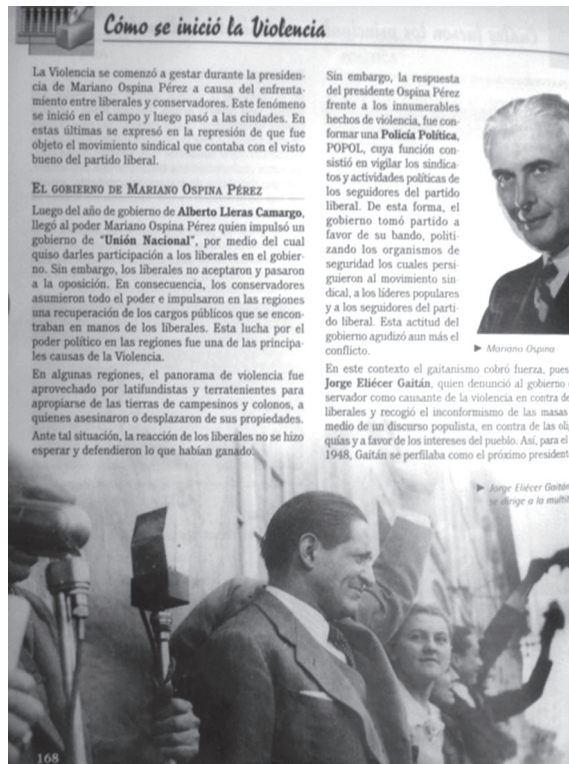 Cómo se inició la Violencia
La Violencia se comenzó a gestar durante la presiden-
cia de Mariano Ospina Pérez a causa del enfrenta-
miento entre liberales y conservadores. Este fenómeno
se inició en el campo y luego pasó a las ciudades. En
estas últimas se expresó en la represión de que fue
objeto el movimiento sindical que contaba con el visto
bueno del partido liberal.
EL GOBIERNO DE MARIANO OSPINA PÉREZ
Luego del año de gobierno de Alberto Lleras Camargo,
llegó al poder Mariano Ospina Pérez quien impulsó un
gobierno de "Unión Nacional", por medio del cual
quiso darles participación a los liberales en el gobier-
no. Sin embargo, los liberales no aceptaron y pasaron
a la oposición. En consecuencia, los conservadores
asumieron todo el poder e impulsaron en las regiones
una recuperación de los cargos públicos que se encon-
traban en manos de los liberales. Esta lucha por el
poder político en las regiones fue una de las principa-
les causas de la Violencia.
En algunas regiones, el panorama de violencia fue
aprovechado por latifundistas y terratenientes para
apropiarse de las tierras de campesinos y colonos, a
quienes asesinaron o desplazaron de sus propiedades.
Ante tal situación, la reacción de los liberales no se hizo
esperar y defendieron lo que habían ganado.
Sin embargo, la respuesta
del presidente Ospina Pérez
frente a los innumerables
hechos de violencia, fue con-
formar una Policía Política,
POPOL, cuya función con-
sistió en vigilar los sindica-
tos y actividades políticas de
los seguidores del partido
liberal. De esta forma, el
gobierno tomó partido a
favor de su bando, politi-
zando los organismos de
seguridad los cuales persi-
guieron al movimiento sin-
dical, a los líderes populares
y a los seguidores del parti-
do liberal. Esta actitud del
gobierno agudizó aun más el
conflicto.
▶ Mariano Ospina
En este contexto el gaitanismo cobró fuerza, pues
Jorge Eliécer Gaitán, quien denunció al gobierno
servador como causante de la violencia en contra de
liberales y recogió el inconformismo de las masas
medio de un discurso populista, en contra de las oli
quías y a favor de los intereses del pueblo. Así, para el
1948, Gaitán se perfilaba como el próximo president
▶ Jorge Eliécer Gaitán
se dirige a la multit
168